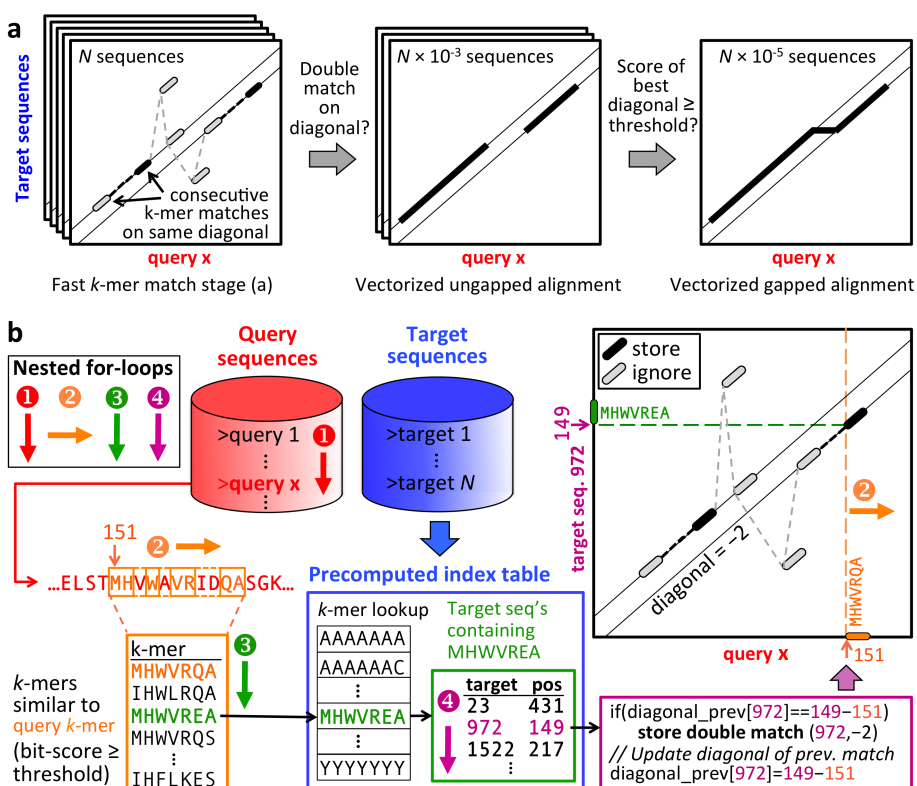 a
Target sequences
N sequences
consecutive
k-mer matches
on same diagonal
query x
Fast k-mer match stage (a)
Double
match
on
diagonal?
N × 10-3 sequences
query x
Vectorized ungapped alignment
Score of
best
diagonal ≥
threshold?
N × 10-5 sequences
query x
Vectorized gapped alignment
b
Nested for-loops
1 2 3 4
Query
sequences
>query 1
⋮
>query x
⋮
1
Target
sequences
>target 1
⋮
>target N
151
2
…ELSTMHVWAVRIDQASGK…
k-mers
similar to
query k-mer
(bit-score ≥
threshold)
k-mer
MHWVRQA
IHWLRQA
MHWVREA
MHWVRQS
⋮
IHFLKES
3
Precomputed index table
k-mer lookup
AAAAAAA
AAAAAAC
⋮
MHWVREA
⋮
YYYYYYY
Target seq's
containing
MHWVREA
target pos
23 431
972 149
1522 217
⋮
4
store
ignore
MHWVREA
149
target seq. 972
diagonal = −2
2
MHWVRQA
query x
151
if(diagonal_prev[972]==149−151)
store double match (972,−2)
// Update diagonal of prev. match
diagonal_prev[972]=149−151